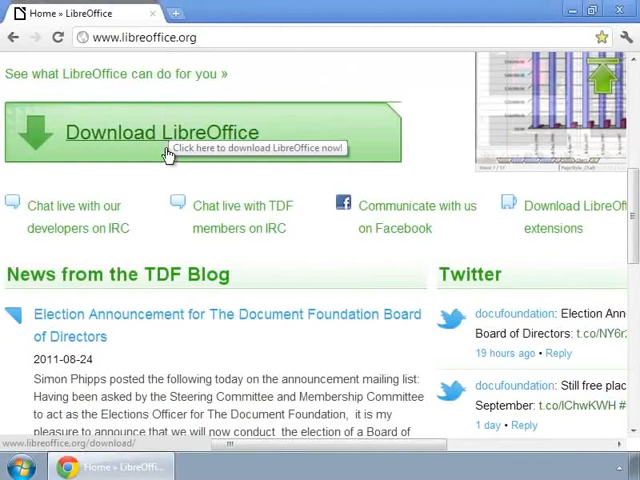 Home » LibreOffice
www.libreoffice.org
See what LibreOffice can do for you »
Download LibreOffice
Click here to download LibreOffice now!
Chat live with our
developers on IRC
Chat live with TDF
members on IRC
Communicate with us
on Facebook
Download LibreOff
extensions
News from the TDF Blog
Twitter
Election Announcement for The Document Foundation Board
of Directors
2011-08-24
Simon Phipps posted the following today on the announcement mailing list:
Having been asked by the Steering Committee and Membership Committee
to act as the Elections Officer for The Document Foundation, it is my
pleasure to announce that we will now conduct the election of a Board of
docufoundation: Election Ann
Board of Directors: t.co/NY6r
19 hours ago • Reply
docufoundation: Still free plac
September: t.co/lChwKWH #
1 day • Reply
www.libreoffice.org/download/
Home » LibreOffi...